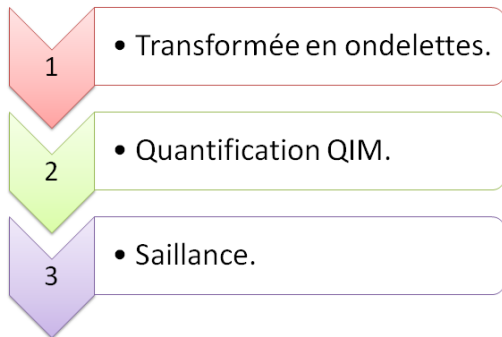 1
• Transformée en ondelettes.
2
• Quantification QIM.
3
• Saillance.